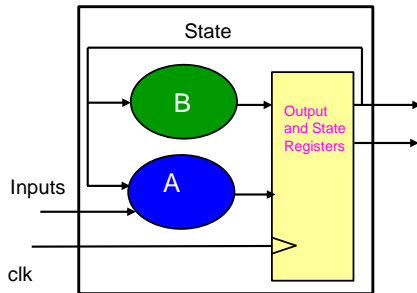 State
B
Output
and State
Registers
A
Inputs
clk